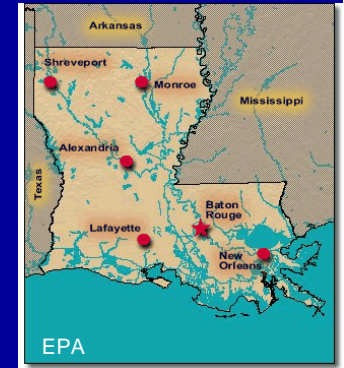 Arkansas
Shreveport
Monroe
Mississippi
Alexandria
Texas
Baton
Rouge
Lafayette
New
Orleans
EPA